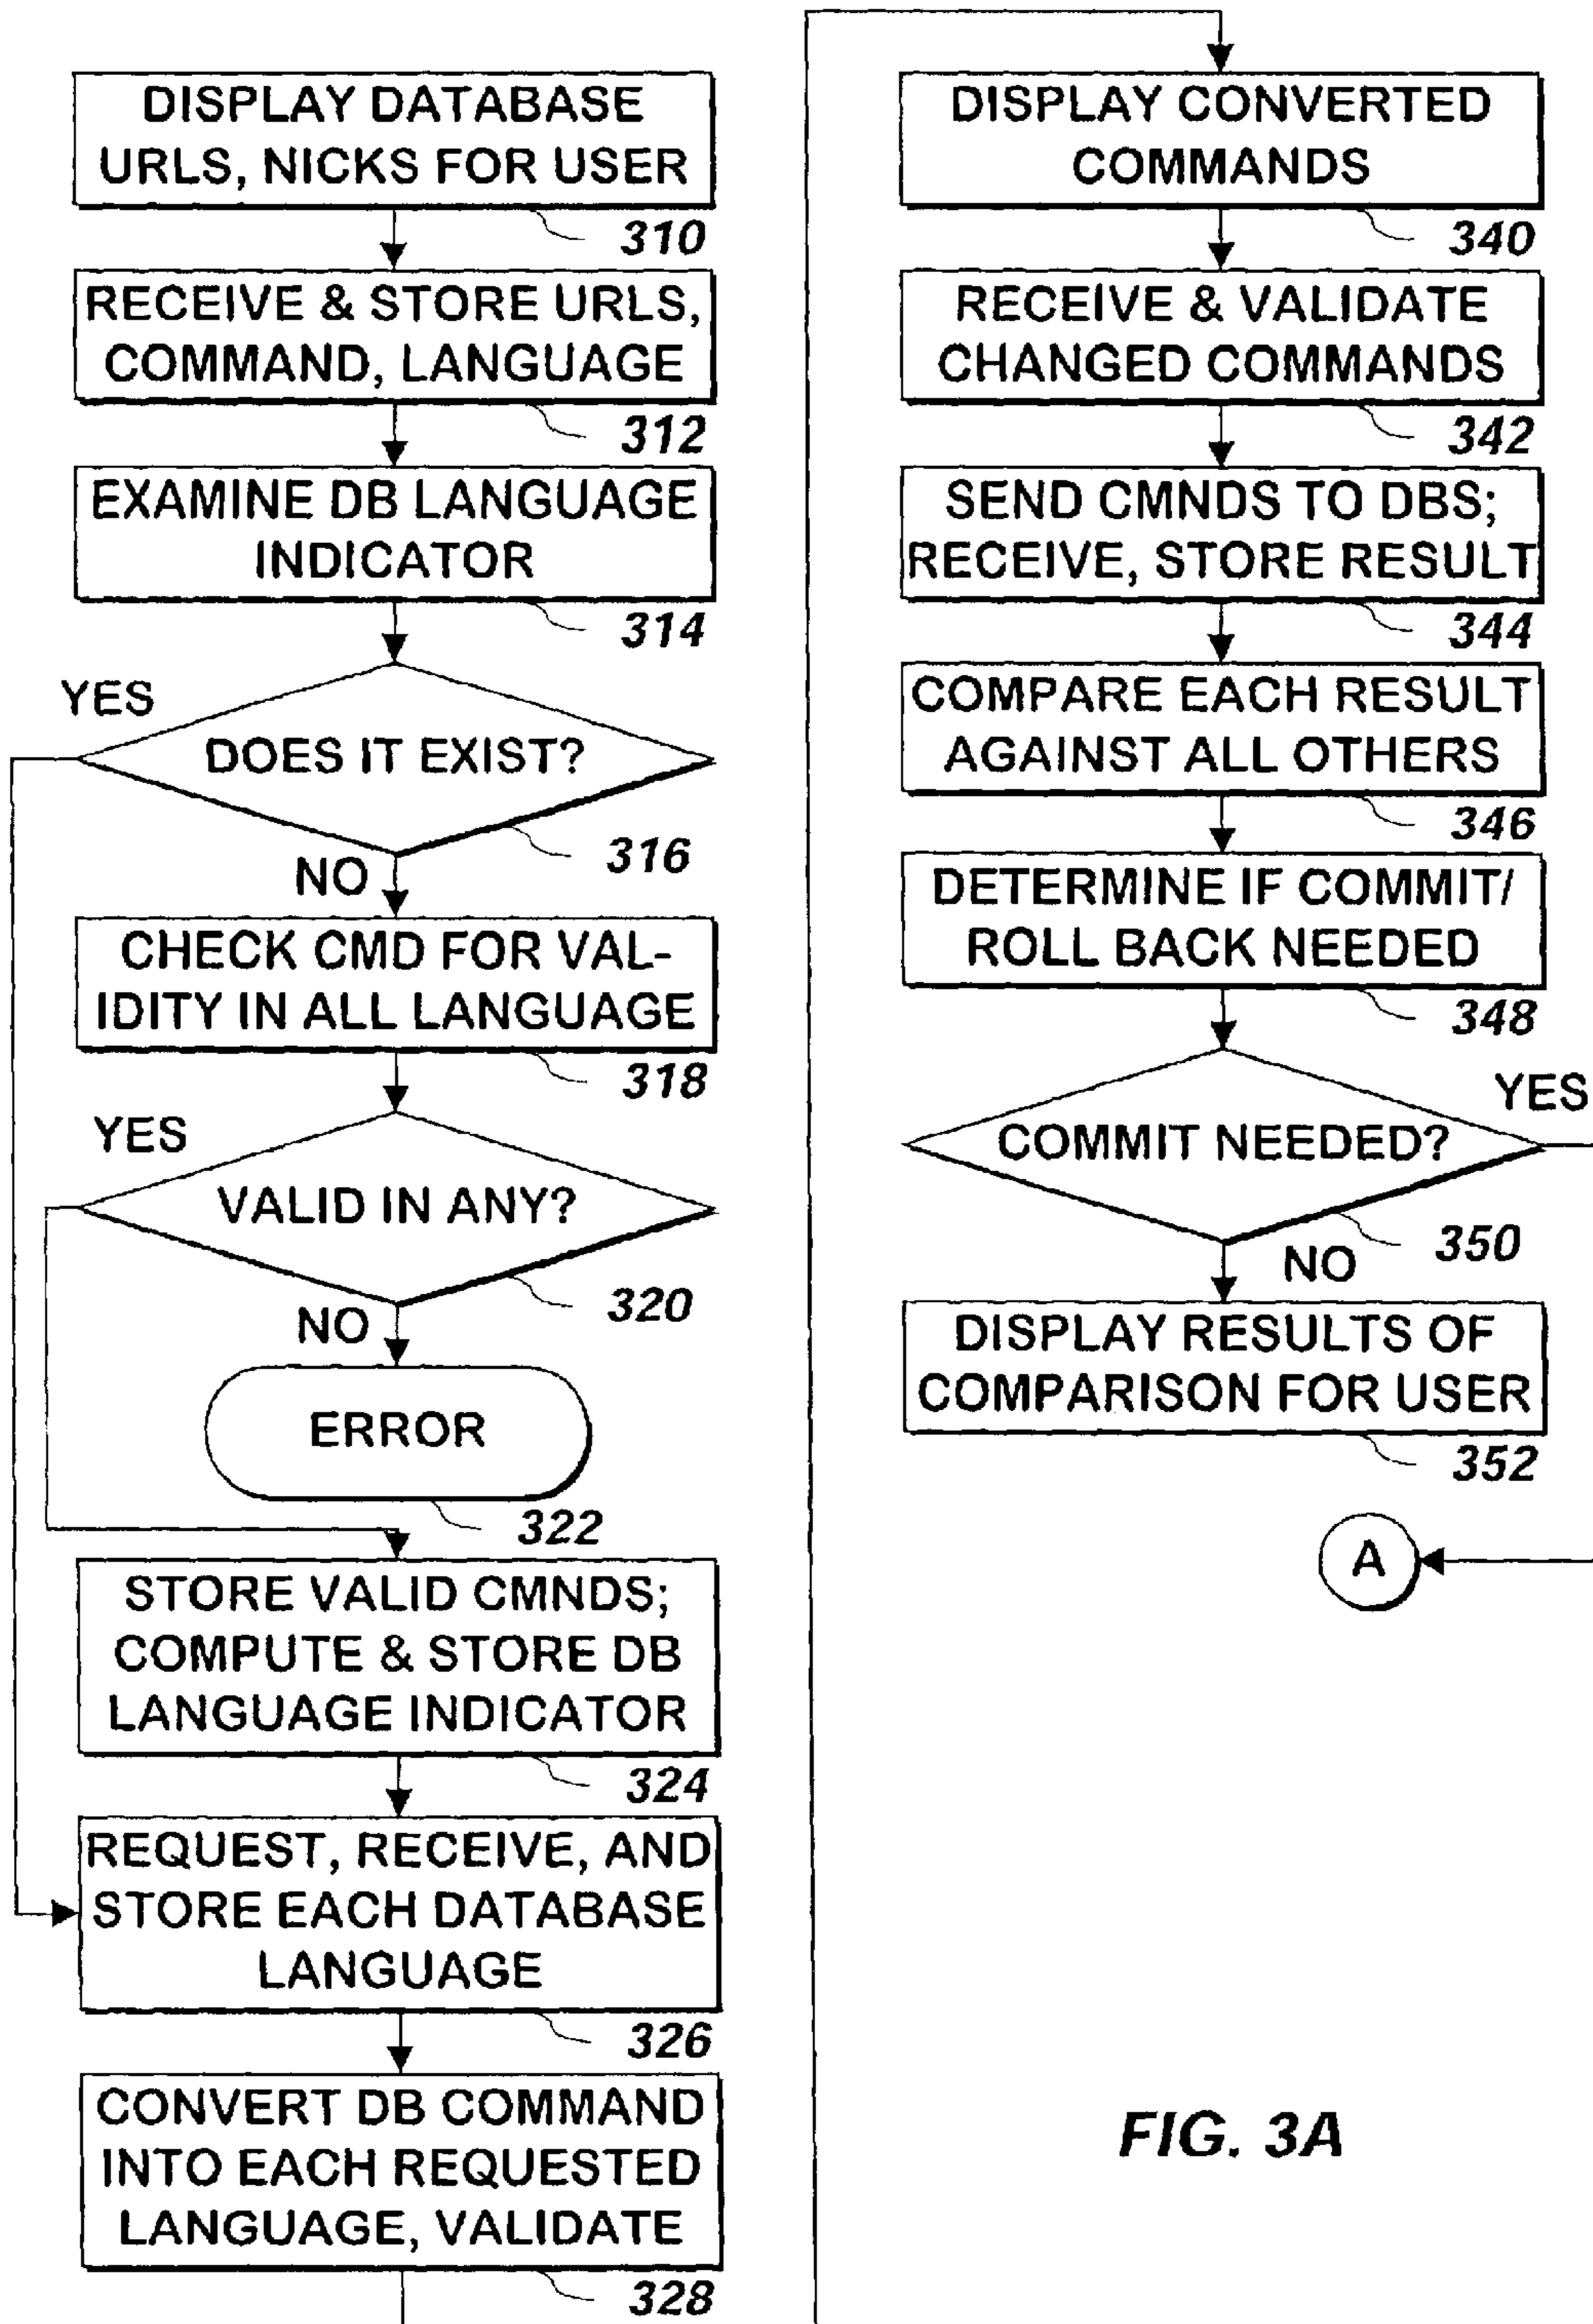 DISPLAY DATABASE
URLS, NICKS FOR USER
310
RECEIVE & STORE URLS,
COMMAND, LANGUAGE
312
EXAMINE DB LANGUAGE
INDICATOR
314
YES
DOES IT EXIST?
316
NO
CHECK CMD FOR VAL-
IDITY IN ALL LANGUAGE
318
YES
VALID IN ANY?
320
NO
ERROR
322
STORE VALID CMNDS;
COMPUTE & STORE DB
LANGUAGE INDICATOR
324
REQUEST, RECEIVE, AND
STORE EACH DATABASE
LANGUAGE
326
CONVERT DB COMMAND
INTO EACH REQUESTED
LANGUAGE, VALIDATE
328
DISPLAY CONVERTED
COMMANDS
340
RECEIVE & VALIDATE
CHANGED COMMANDS
342
SEND CMNDS TO DBS;
RECEIVE, STORE RESULT
344
COMPARE EACH RESULT
AGAINST ALL OTHERS
346
DETERMINE IF COMMIT/
ROLL BACK NEEDED
348
YES
COMMIT NEEDED?
350
NO
DISPLAY RESULTS OF
COMPARISON FOR USER
352
A
FIG. 3A